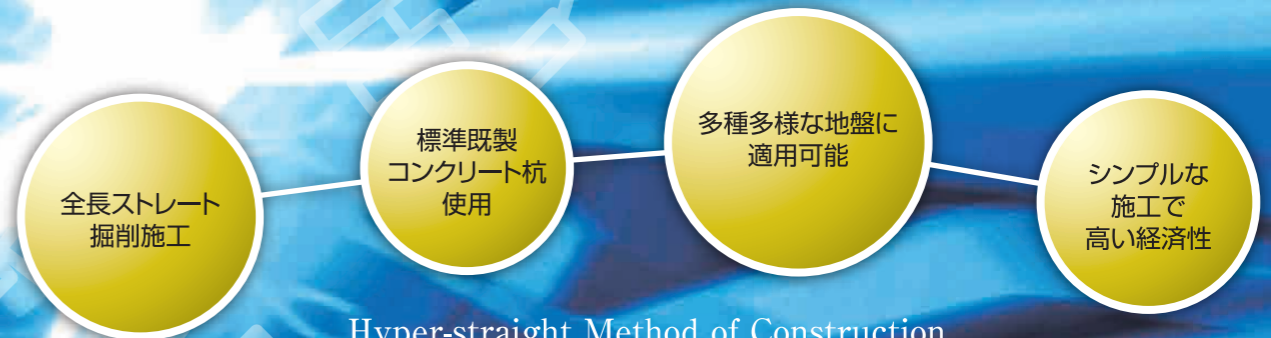 全長ストレート
掘削施工
標準既製
コンクリート杭
使用
多種多様な地盤に
適用可能
シンプルな
施工で
高い経済性
Hyper-straight Method of Construction